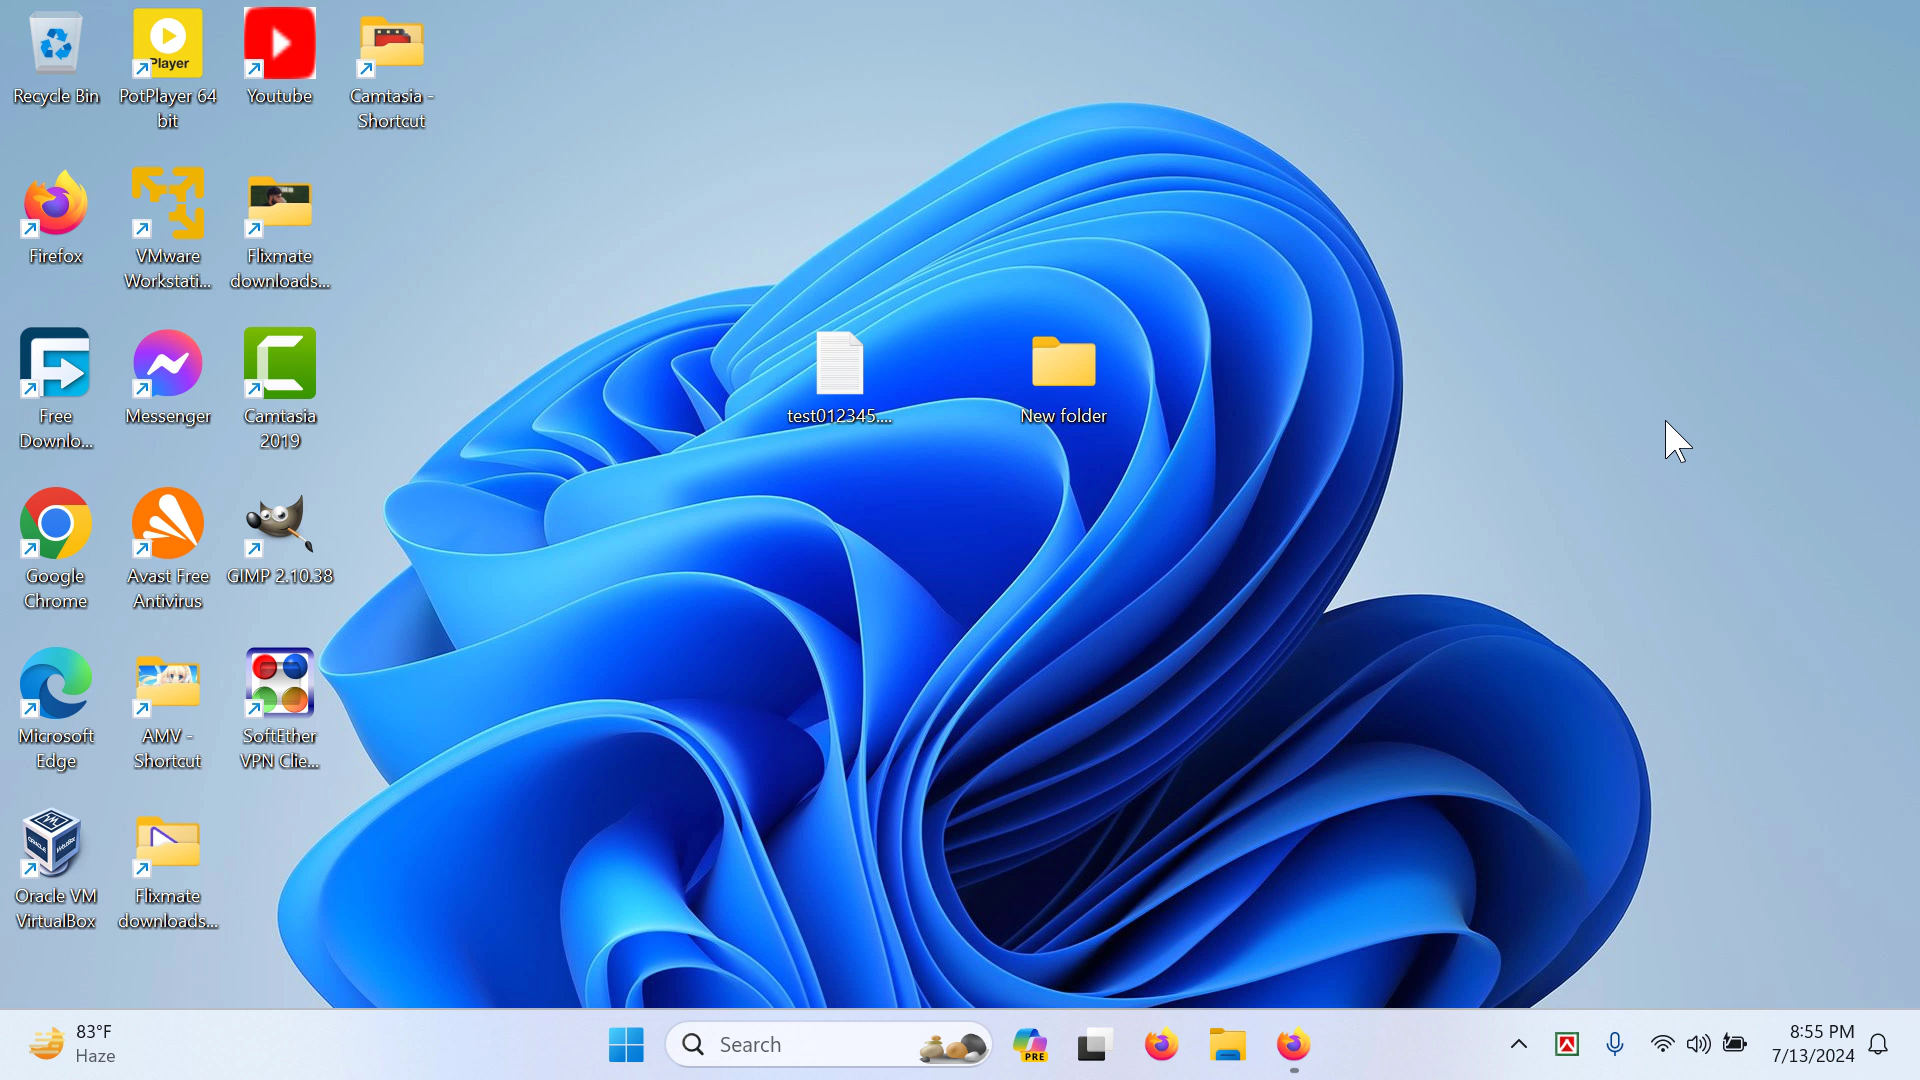 Recycle Bin
Player
PotPlayer 64
bit
Youtube
Camtasia -
Shortcut
Firefox
VMware
Workstati...
Flixmate
downloads...
test012345....
New folder
Free
Downlo...
Messenger
Camtasia
2019
Google
Chrome
Avast Free
Antivirus
GIMP 2.10.38
Microsoft
Edge
AMV -
Shortcut
SoftEther
VPN Clie...
Oracle VM
VirtualBox
Flixmate
downloads...
83°F
Haze
Search
PRE
8:55 PM
7/13/2024